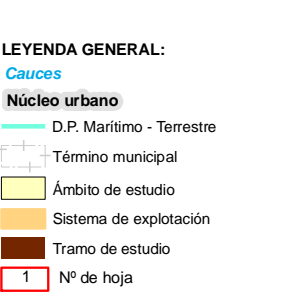 LEYENDA GENERAL:
Cauces
Núcleo urbano
D.P. Marítimo - Terrestre
Término municipal
Ámbito de estudio
Sistema de explotación
Tramo de estudio
1 Nº de hoja